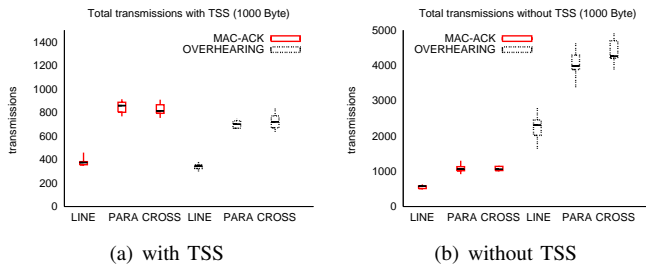 Total transmissions with TSS (1000 Byte)
MAC-ACK
OVERHEARING
1400
1200
1000
800
600
400
200
0
transmissions
LINE PARA CROSS LINE PARA CROSS
(a) with TSS
Total transmissions without TSS (1000 Byte)
MAC-ACK
OVERHEARING
5000
4000
3000
2000
1000
0
transmissions
LINE PARA CROSS LINE PARA CROSS
(b) without TSS